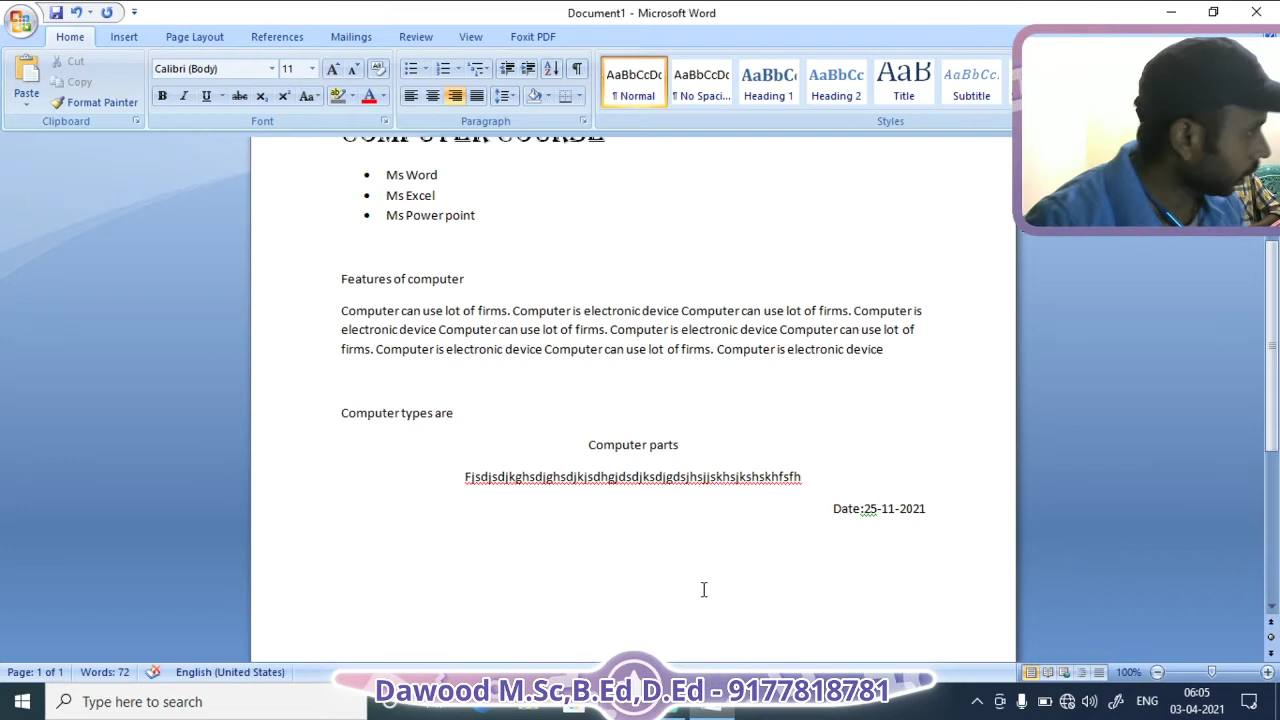 Document1 - Microsoft Word
Home Insert Page Layout References Mailings Review View Foxit PDF
Paste
Cut
Copy
Format Painter
Clipboard
Calibri (Body) 11
Font
Paragraph
AaBbCcDc AaBbCcDc AaBbCc AaBbCc AaB AaBbCc.
¶ Normal ¶ No Spaci... Heading 1 Heading 2 Title Subtitle
Styles
COMPUTER COURSE
• Ms Word
• Ms Excel
• Ms Power point
Features of computer
Computer can use lot of firms. Computer is electronic device Computer can use lot of firms. Computer is
electronic device Computer can use lot of firms. Computer is electronic device Computer can use lot of
firms. Computer is electronic device Computer can use lot of firms. Computer is electronic device
Computer types are
Computer parts
Fjsdjsdjkghsdjghsdjkjsdhgjdsdjksdjgdsjhsjjskhsjkshskhfsfh
Date:25-11-2021
Page: 1 of 1 Words: 72 English (United States) 100%
Dawood M.Sc,B.Ed,D.Ed - 9177818781
Type here to search
ENG
06:05
03-04-2021